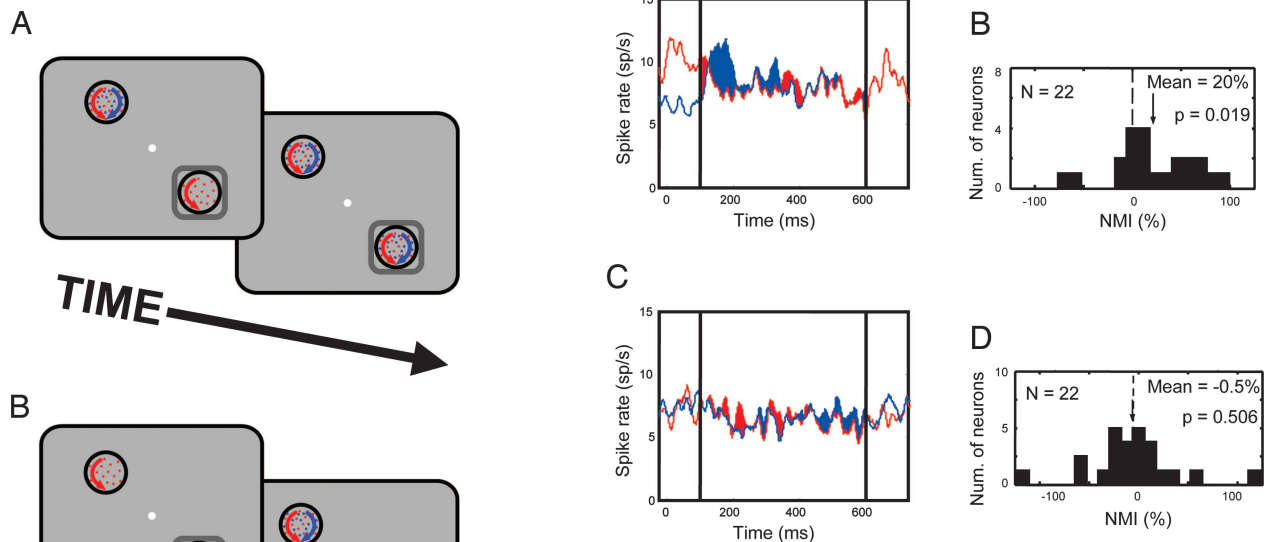 A
TIME
B
Spike rate (sp/s)
15
10
5
0
0 200 400 600
Time (ms)
B
Num. of neurons
8
4
0
N = 22
Mean = 20%
p = 0.019
-100 0 100
NMI (%)
C
Spike rate (sp/s)
15
10
5
0
0 200 400 600
Time (ms)
D
Num. of neurons
10
5
0
N = 22
Mean = -0.5%
p = 0.506
-100 0 100
NMI (%)